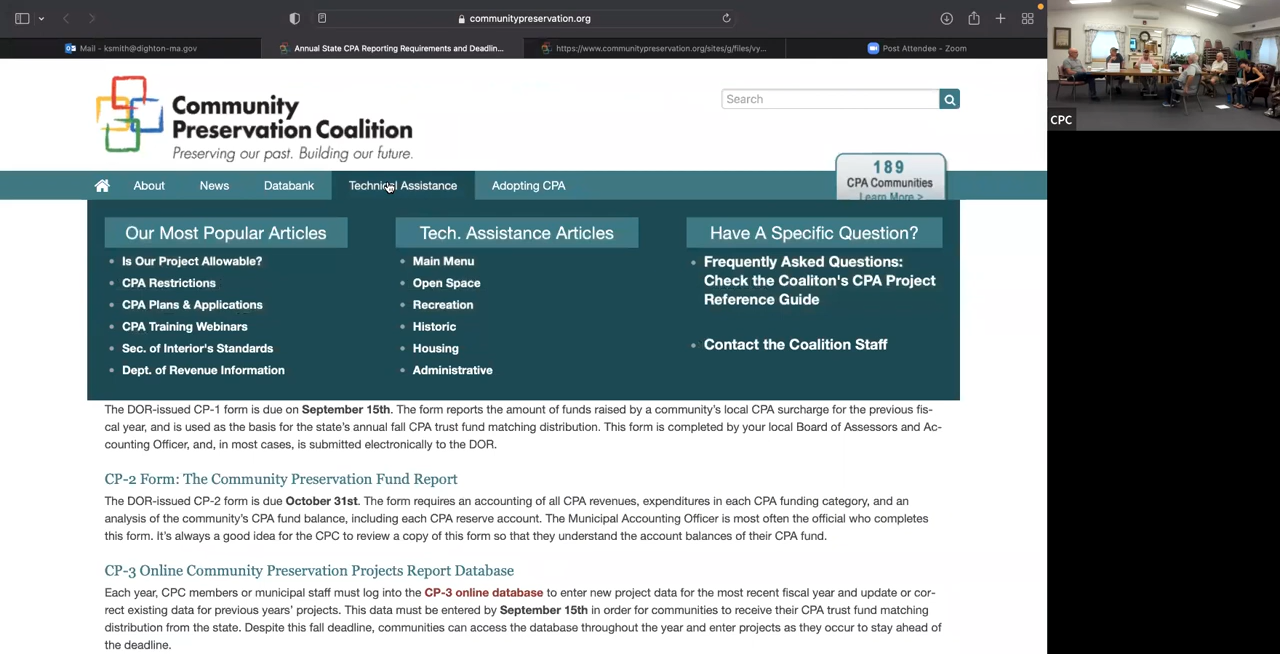 communitypreservation.org
Mail - ksmith@dighton-ma.gov
Annual State CPA Reporting Requirements and Deadlin...
https://www.communitypreservation.org/sites/g/files/vy...
Post Attendee - Zoom
CPC
Community
Preservation Coalition
Preserving our past. Building our future.
Search
189
CPA Communities
Learn More >
About
News
Databank
Technical Assistance
Adopting CPA
Our Most Popular Articles
Is Our Project Allowable?
CPA Restrictions
CPA Plans & Applications
CPA Training Webinars
Sec. of Interior's Standards
Dept. of Revenue Information
Tech. Assistance Articles
Main Menu
Open Space
Recreation
Historic
Housing
Administrative
Have A Specific Question?
Frequently Asked Questions:
Check the Coaliton's CPA Project
Reference Guide
Contact the Coalition Staff
The DOR-issued CP-1 form is due on September 15th. The form reports the amount of funds raised by a community's local CPA surcharge for the previous fis-
cal year, and is used as the basis for the state's annual fall CPA trust fund matching distribution. This form is completed by your local Board of Assessors and Ac-
counting Officer, and, in most cases, is submitted electronically to the DOR.
CP-2 Form: The Community Preservation Fund Report
The DOR-issued CP-2 form is due October 31st. The form requires an accounting of all CPA revenues, expenditures in each CPA funding category, and an
analysis of the community's CPA fund balance, including each CPA reserve account. The Municipal Accounting Officer is most often the official who completes
this form. It's always a good idea for the CPC to review a copy of this form so that they understand the account balances of their CPA fund.
CP-3 Online Community Preservation Projects Report Database
Each year, CPC members or municipal staff must log into the CP-3 online database to enter new project data for the most recent fiscal year and update or cor-
rect existing data for previous years' projects. This data must be entered by September 15th in order for communities to receive their CPA trust fund matching
distribution from the state. Despite this fall deadline, communities can access the database throughout the year and enter projects as they occur to stay ahead of
the deadline.